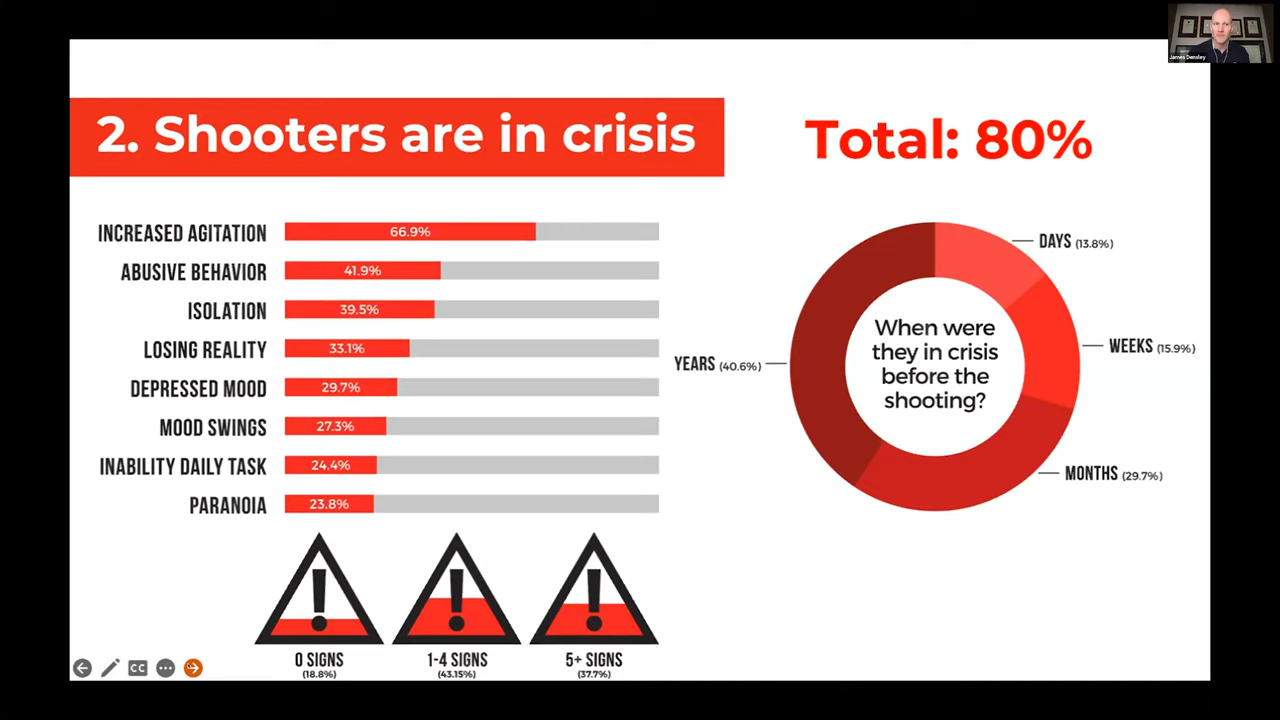 James Densley
2. Shooters are in crisis
Total: 80%
INCREASED AGITATION 66.9%
ABUSIVE BEHAVIOR 41.9%
ISOLATION 39.5%
LOSING REALITY 33.1%
DEPRESSED MOOD 29.7%
MOOD SWINGS 27.3%
INABILITY DAILY TASK 24.4%
PARANOIA 23.8%
0 SIGNS
(18.8%)
1-4 SIGNS
(43.15%)
5+ SIGNS
(37.7%)
When were
they in crisis
before the
shooting?
DAYS (13.8%)
WEEKS (15.9%)
MONTHS (29.7%)
YEARS (40.6%)
CC